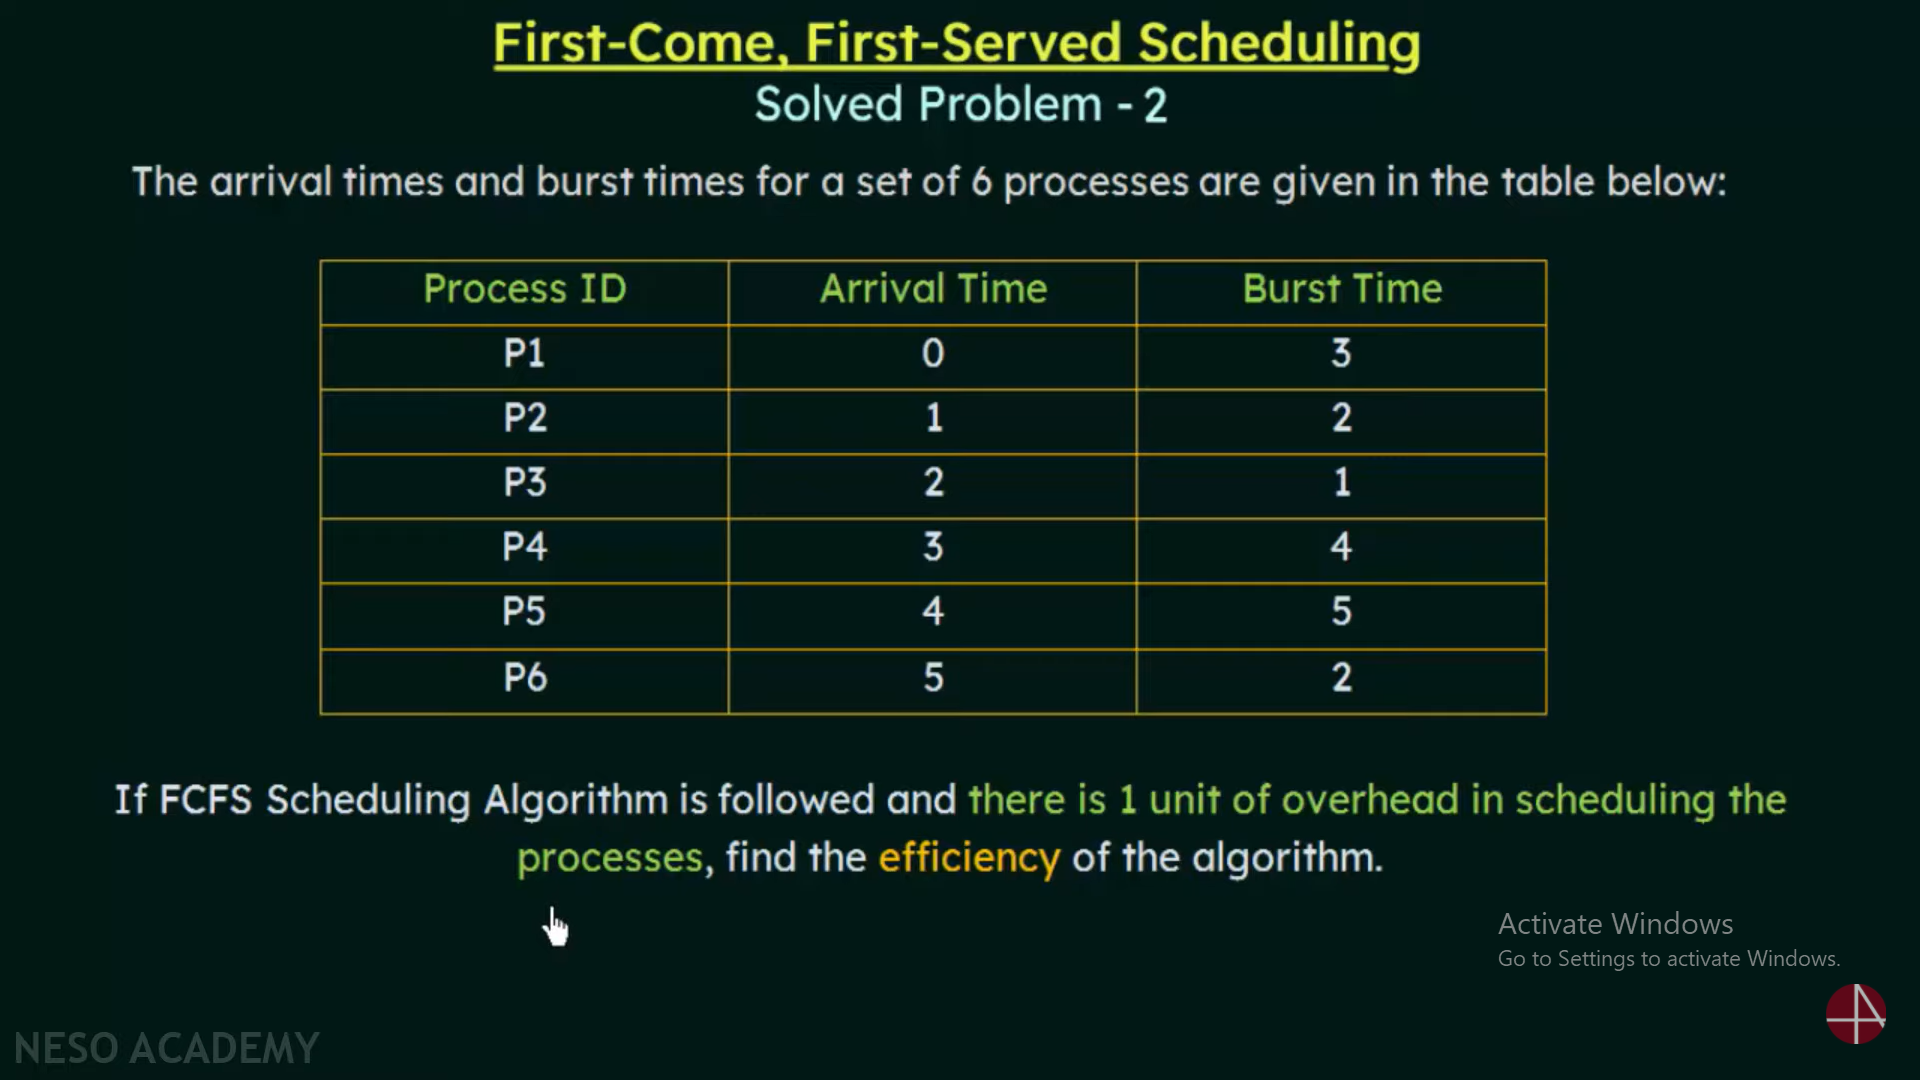 First-Come, First-Served Scheduling
Solved Problem - 2
The arrival times and burst times for a set of 6 processes are given in the table below:
Process ID Arrival Time Burst Time
P1 0 3
P2 1 2
P3 2 1
P4 3 4
P5 4 5
P6 5 2
If FCFS Scheduling Algorithm is followed and there is 1 unit of overhead in scheduling the
processes, find the efficiency of the algorithm.
Activate Windows
Go to Settings to activate Windows.
NESO ACADEMY